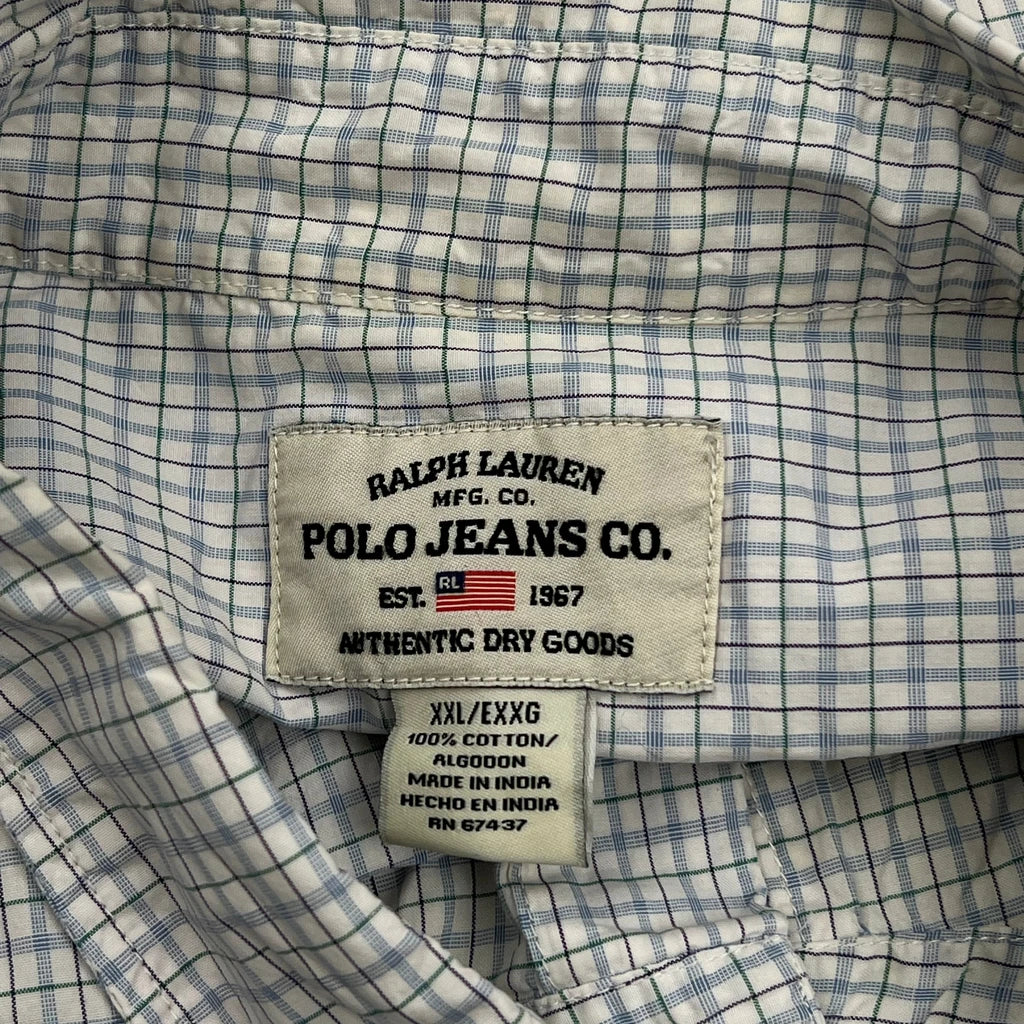 RALPH LAUREN
MFG. CO.
POLO JEANS CO.
EST. RL 1967
AUTHENTIC DRY GOODS
XXL/EXXG
100% COTTON/
ALGODON
MADE IN INDIA
HECHO EN INDIA
RN 67437